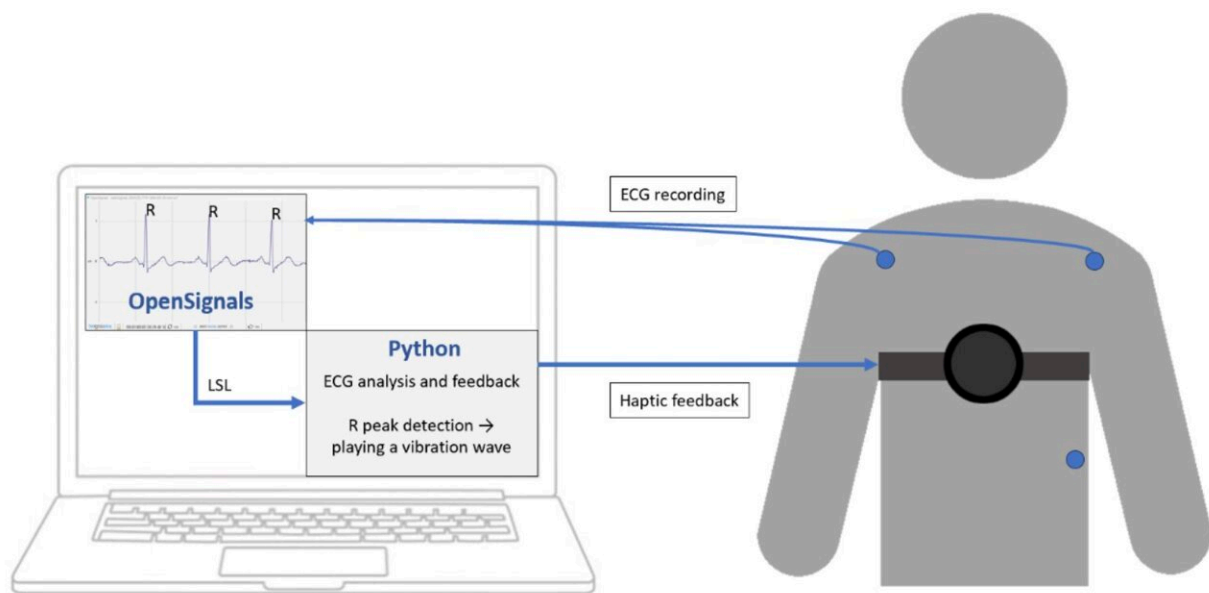 R
R
R
OpenSignals
LSL
Python
ECG analysis and feedback
R peak detection →
playing a vibration wave
ECG recording
Haptic feedback